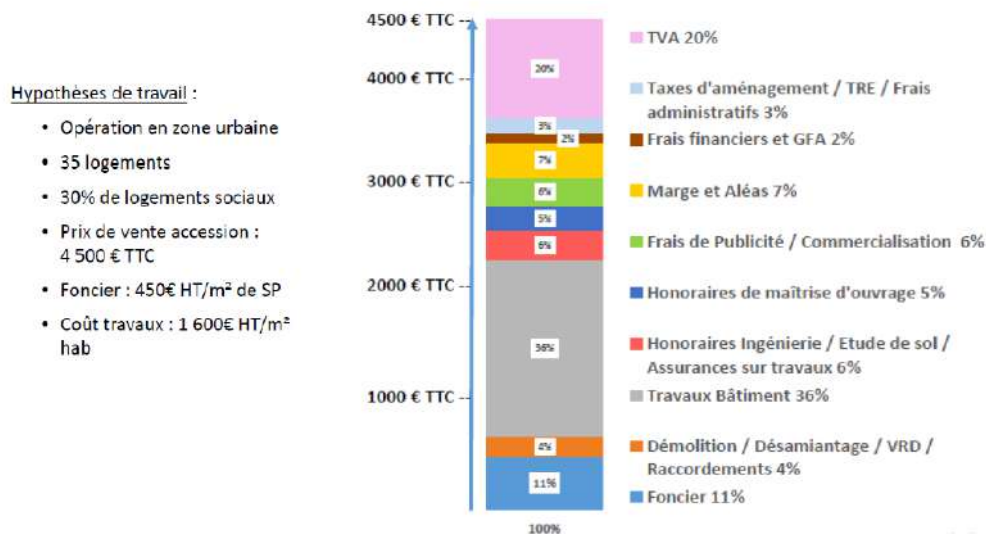 Hypothèses de travail :
• Opération en zone urbaine
• 35 logements
• 30% de logements sociaux
• Prix de vente accession :
4 500 € TTC
• Foncier : 450€ HT/m² de SP
• Coût travaux : 1 600€ HT/m²
hab
4500 € TTC --
4000 € TTC --
3000 € TTC --
2000 € TTC --
1000 € TTC --
20%
3%
2%
7%
6%
5%
6%
36%
4%
11%
100%
TVA 20%
Taxes d'aménagement / TRE / Frais
administratifs 3%
Frais financiers et GFA 2%
Marge et Aléas 7%
Frais de Publicité / Commercialisation 6%
Honoraires de maîtrise d'ouvrage 5%
Honoraires Ingénierie / Etude de sol /
Assurances sur travaux 6%
Travaux Bâtiment 36%
Démolition / Désamiantage / VRD /
Raccordements 4%
Foncier 11%